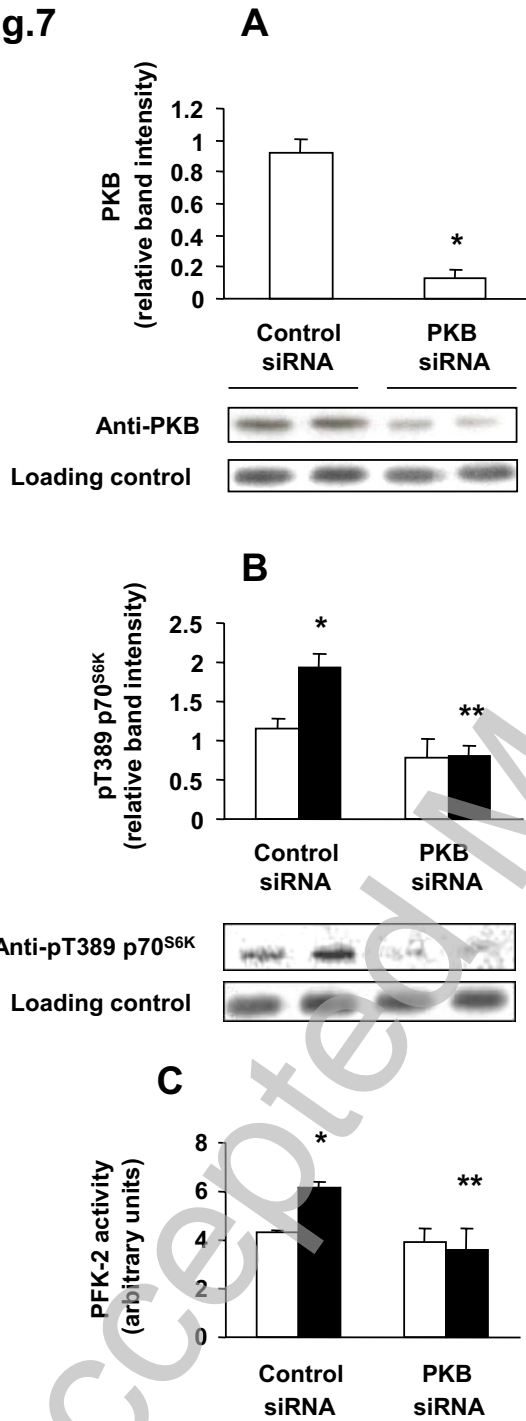 g.7
A
PKB
(relative band intensity)
1.2
1
0.8
0.6
0.4
0.2
0
*
Control
siRNA
PKB
siRNA
Anti-PKB
Loading control
B
pT389 p70S6K
(relative band intensity)
2.5
2
1.5
1
0.5
0
*
**
Control
siRNA
PKB
siRNA
Anti-pT389 p70S6K
Loading control
C
PFK-2 activity
(arbitrary units)
8
6
4
2
0
*
**
Control
siRNA
PKB
siRNA
ccepted M